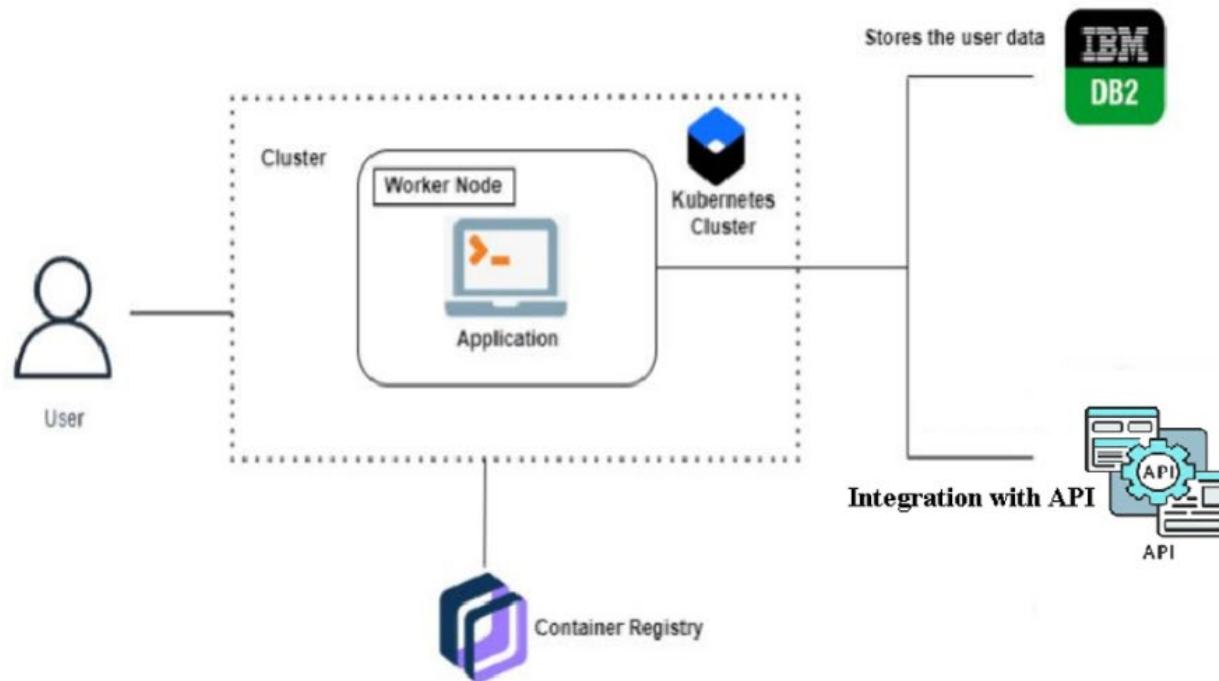 Stores the user data
IBM
DB2
Cluster
Worker Node
Kubernetes
Cluster
Application
User
Integration with API
API
API
Container Registry